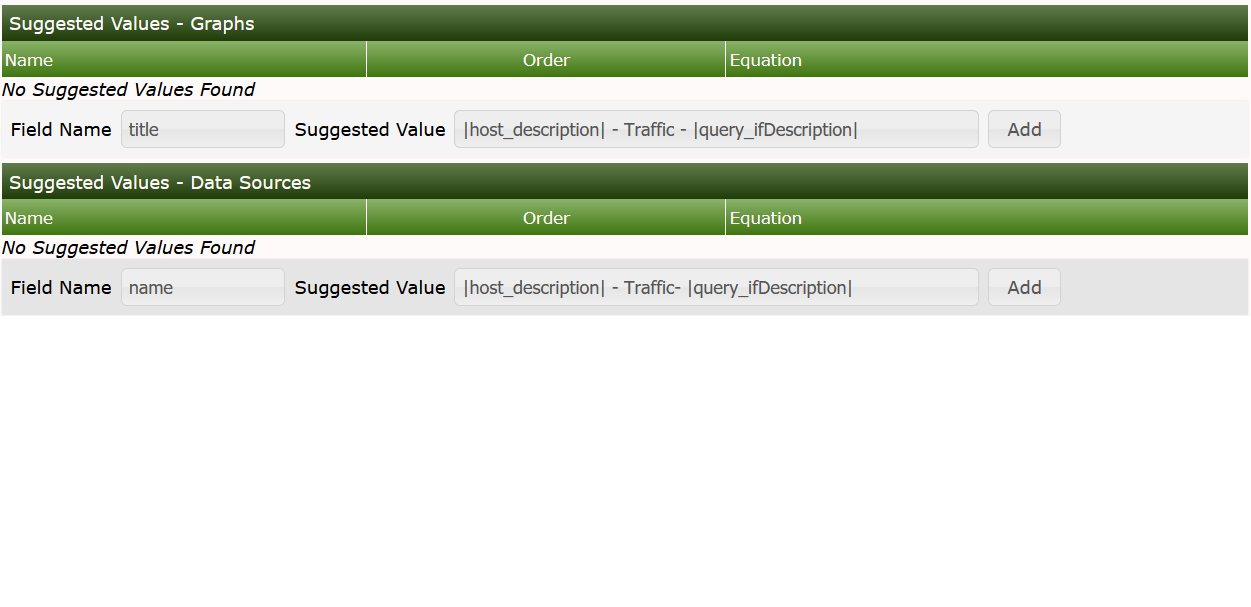 Suggested Values - Graphs
Name Order Equation
No Suggested Values Found
Field Name title Suggested Value |host_description| - Traffic - |query_ifDescription| Add
Suggested Values - Data Sources
Name Order Equation
No Suggested Values Found
Field Name name Suggested Value |host_description| - Traffic- |query_ifDescription| Add